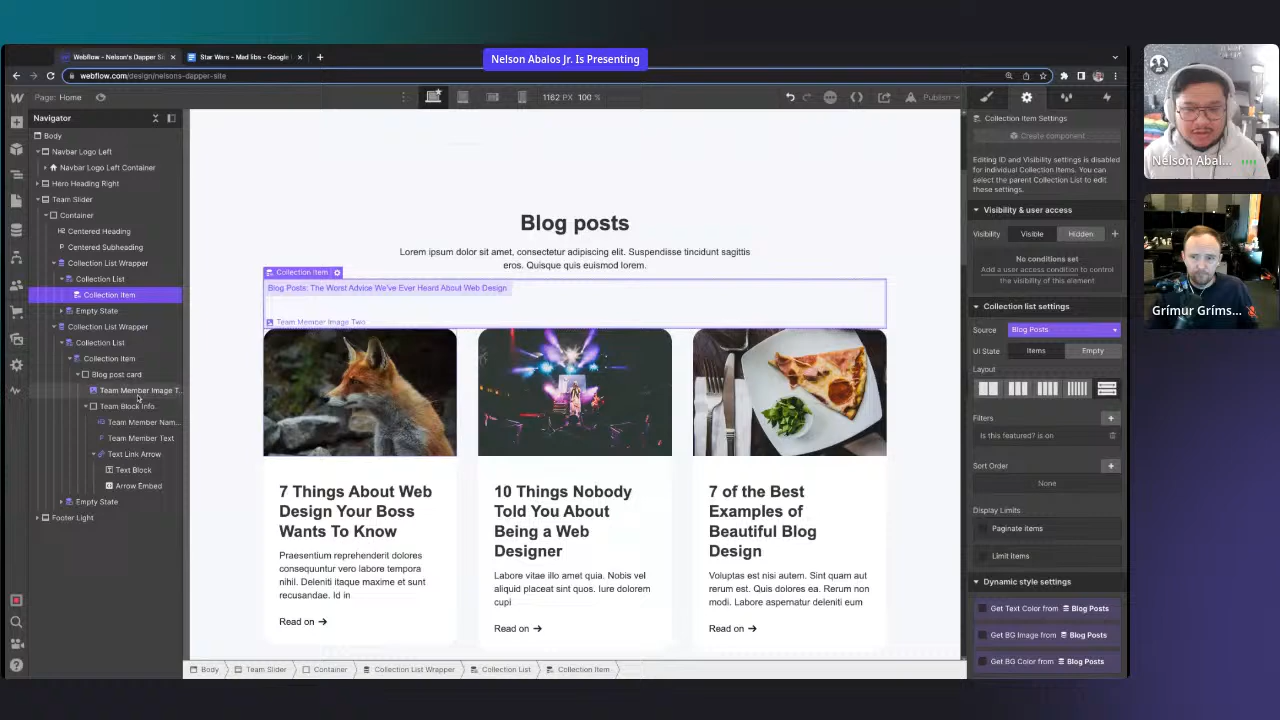 Nelson Abalos Jr. Is Presenting
Webflow - Nelson's Dapper Sit
Star Wars - Mad libs - Google
webflow.com/design/nelsons-dapper-site
Page: Home
1162 PX 100 %
Publish
Navigator
Body
Navbar Logo Left
Navbar Logo Left Container
Hero Heading Right
Team Slider
Container
H2 Centered Heading
P Centered Subheading
Collection List Wrapper
Collection List
Collection Item
Empty State
Collection List Wrapper
Collection List
Collection Item
Blog post card
Team Member Image T...
Team Block Info.
Team Member Nam...
Team Member Text
Text Link Arrow
Text Block
Arrow Embed
Empty State
Footer Light
Blog posts
Lorem ipsum dolor sit amet, consectetur adipiscing elit. Suspendisse tincidunt sagittis
eros. Quisque quis euismod lorem.
Collection Item
Blog Posts: The Worst Advice We've Ever Heard About Web Design
Team Member Image Two
7 Things About Web
Design Your Boss
Wants To Know
Praesentium reprehenderit dolores
consequuntur vero labore tempora
nihil. Deleniti itaque maxime et sunt
recusandae. Id in
Read on →
10 Things Nobody
Told You About
Being a Web
Designer
Labore vitae illo amet quia. Nobis vel
aliquid placeat sint quos. Iure dolorem
cupi
Read on →
7 of the Best
Examples of
Beautiful Blog
Design
Voluptas est nisi autem. Sint quam aut
rerum est. Quis dolores ea. Rerum non
modi. Labore aspernatur deleniti eum
Read on →
Body
Team Slider
Container
Collection List Wrapper
Collection List
Collection Item
Collection Item Settings
Create component
Editing ID and Visibility settings is disabled
for individual Collection Items. You can
select the parent Collection List to edit
these settings.
Visibility & user access
Visibility Visible Hidden
No conditions set
Add a user access condition to control
the visibility of this element
Collection list settings
Source Blog Posts
UI State Items Empty
Layout
Filters
Is this featured? is on
Sort Order
None
Display Limits
Paginate items
Limit items
Dynamic style settings
Get Text Color from Blog Posts
Get BG Image from Blog Posts
Get BG Color from Blog Posts
Nelson Abal...
Grímur Gríms...